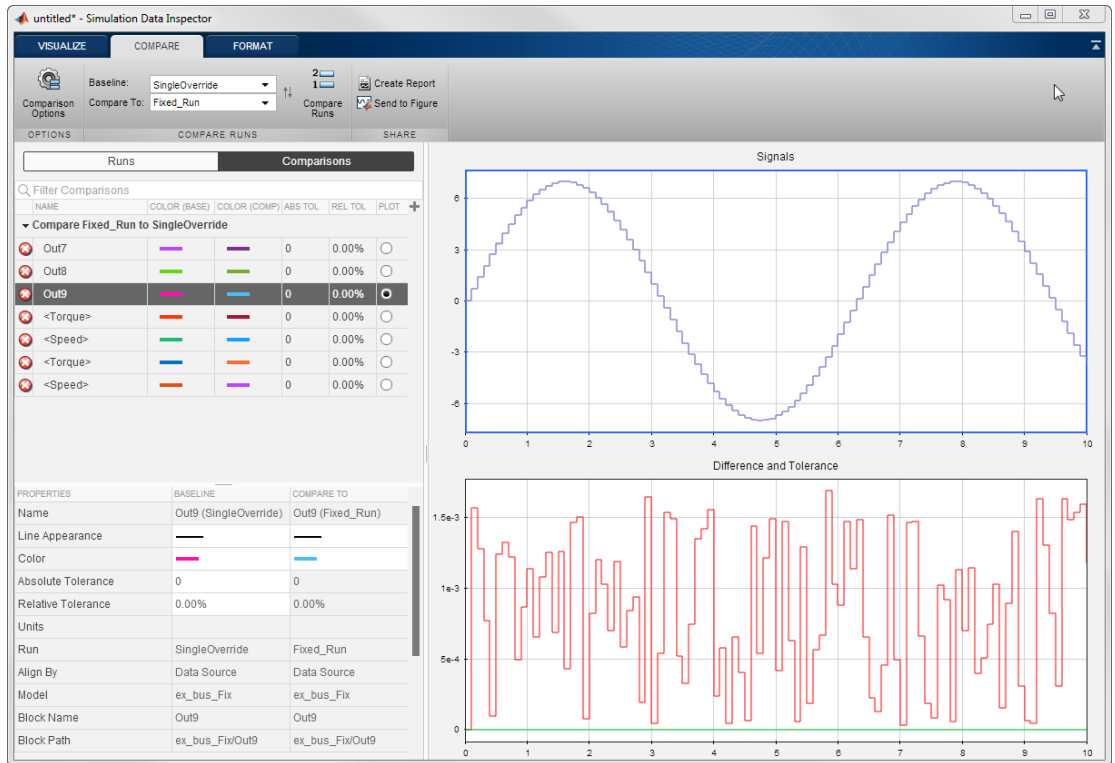 untitled* - Simulation Data Inspector
VISUALIZE COMPARE FORMAT
Comparison Options
Baseline: SingleOverride
Compare To: Fixed_Run
2
1
Compare Runs
Create Report
Send to Figure
OPTIONS COMPARE RUNS SHARE
Runs Comparisons
Filter Comparisons
NAME COLOR (BASE) COLOR (COMP) ABS TOL REL TOL PLOT
Compare Fixed_Run to SingleOverride
Out7 0 0.00%
Out8 0 0.00%
Out9 0 0.00%
<Torque> 0 0.00%
<Speed> 0 0.00%
<Torque> 0 0.00%
<Speed> 0 0.00%
PROPERTIES BASELINE COMPARE TO
Name Out9 (SingleOverride) Out9 (Fixed_Run)
Line Appearance
Color
Absolute Tolerance 0 0
Relative Tolerance 0.00% 0.00%
Units
Run SingleOverride Fixed_Run
Align By Data Source Data Source
Model ex_bus_Fix ex_bus_Fix
Block Name Out9 Out9
Block Path ex_bus_Fix/Out9 ex_bus_Fix/Out9
Signals
6
3
0
-3
-6
0 1 2 3 4 5 6 7 8 9 10
Difference and Tolerance
1.5e-3
1e-3
5e-4
0
0 1 2 3 4 5 6 7 8 9 10